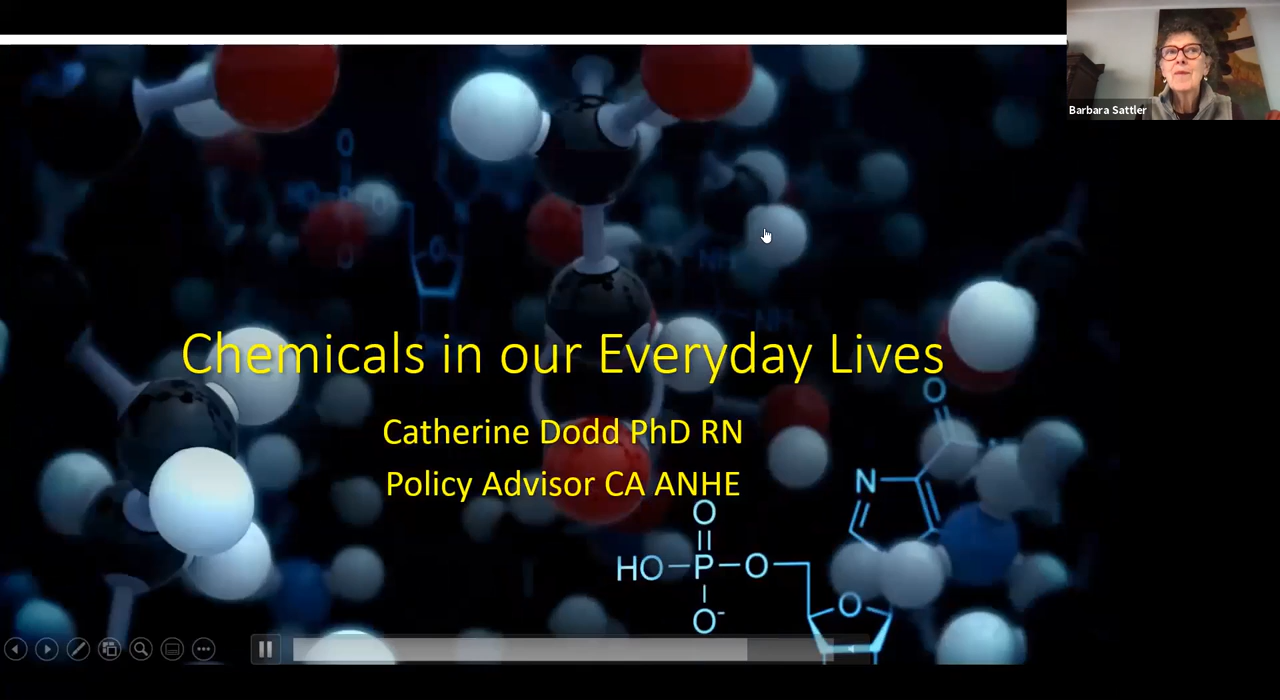 Barbara Sattler
Chemicals in our Everyday Lives
Catherine Dodd PhD RN
Policy Advisor CA ANHE
O
N
O
HO P O
O-
O